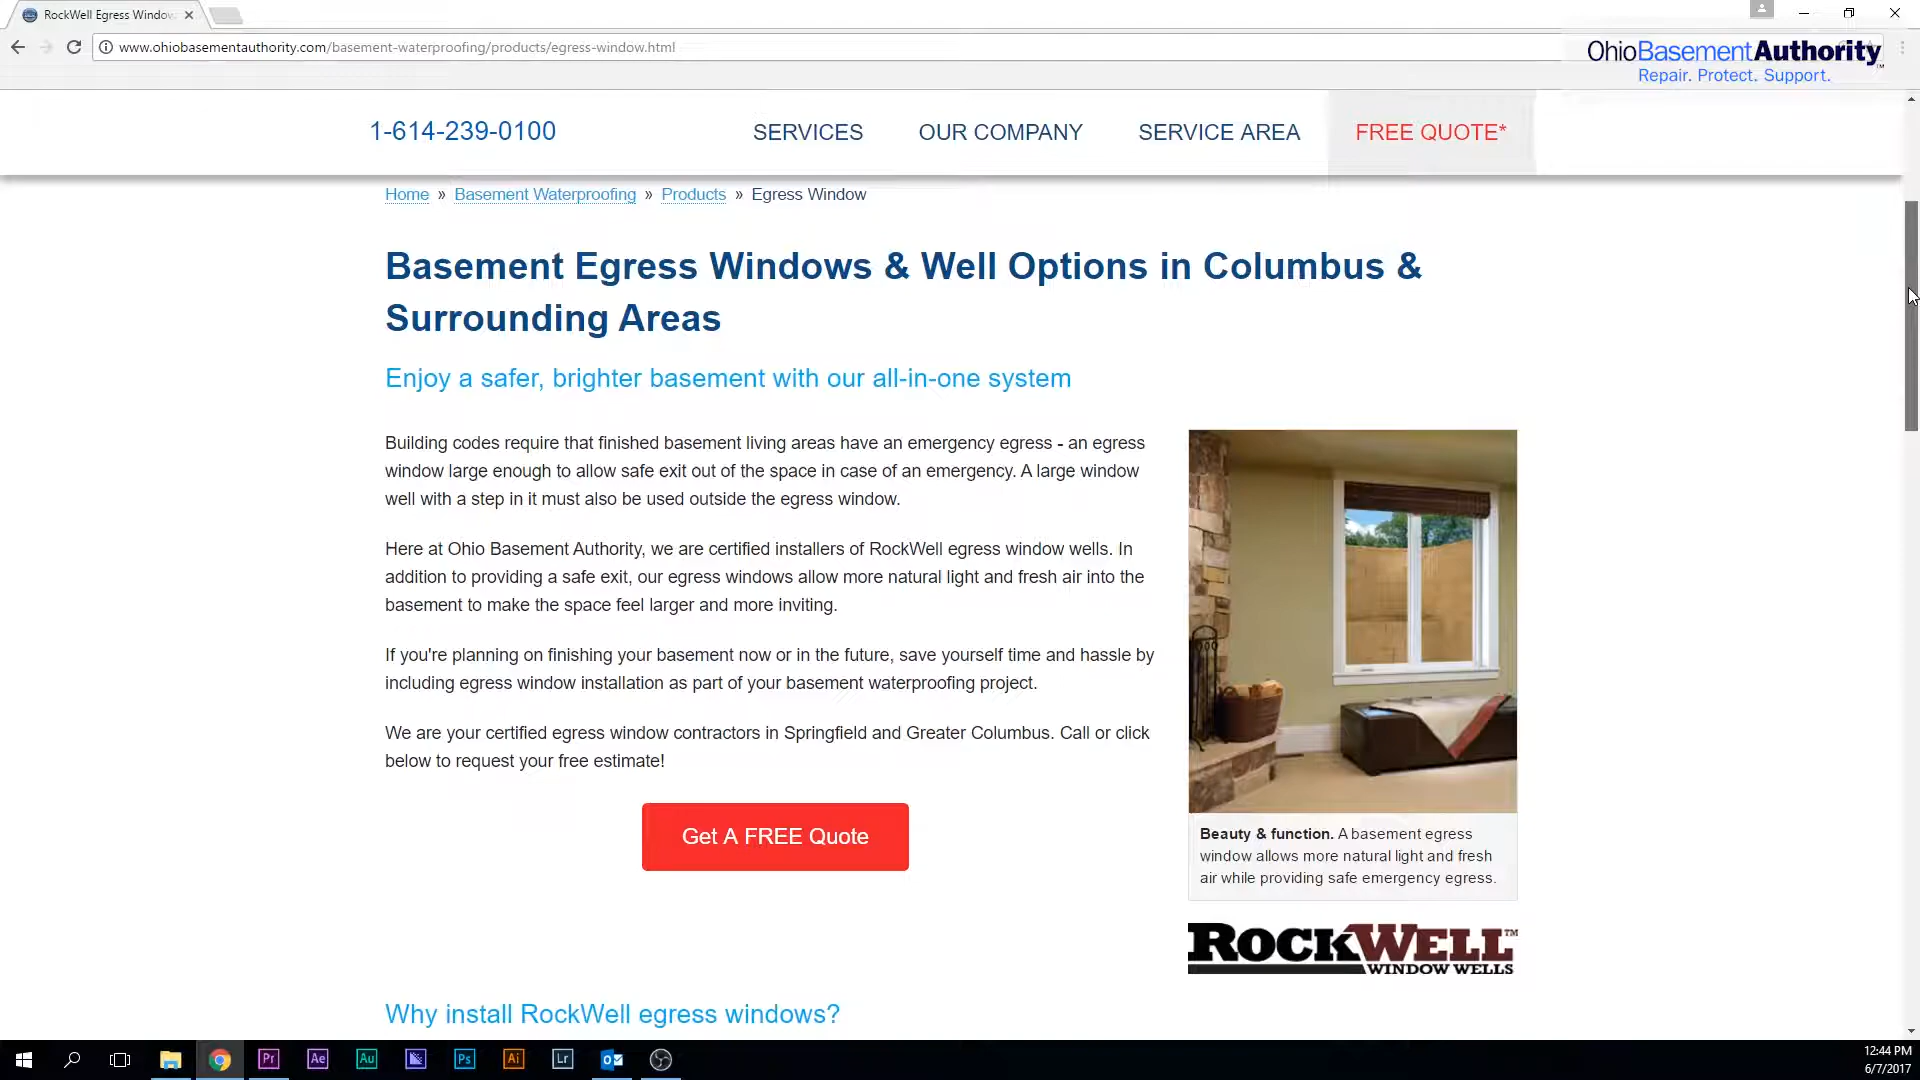 RockWell Egress Window
www.ohiobasementauthority.com/basement-waterproofing/products/egress-window.html
OhioBasementAuthority™
Repair. Protect. Support.
1-614-239-0100
SERVICES
OUR COMPANY
SERVICE AREA
FREE QUOTE*
Home » Basement Waterproofing » Products » Egress Window
Basement Egress Windows & Well Options in Columbus &
Surrounding Areas
Enjoy a safer, brighter basement with our all-in-one system
Building codes require that finished basement living areas have an emergency egress - an egress
window large enough to allow safe exit out of the space in case of an emergency. A large window
well with a step in it must also be used outside the egress window.
Here at Ohio Basement Authority, we are certified installers of RockWell egress window wells. In
addition to providing a safe exit, our egress windows allow more natural light and fresh air into the
basement to make the space feel larger and more inviting.
If you're planning on finishing your basement now or in the future, save yourself time and hassle by
including egress window installation as part of your basement waterproofing project.
We are your certified egress window contractors in Springfield and Greater Columbus. Call or click
below to request your free estimate!
Get A FREE Quote
Beauty & function. A basement egress
window allows more natural light and fresh
air while providing safe emergency egress.
ROCKWELL™
WINDOW WELLS
Why install RockWell egress windows?
Pr
Ae
Au
Ps
Ai
Lr
12:44 PM
6/7/2017